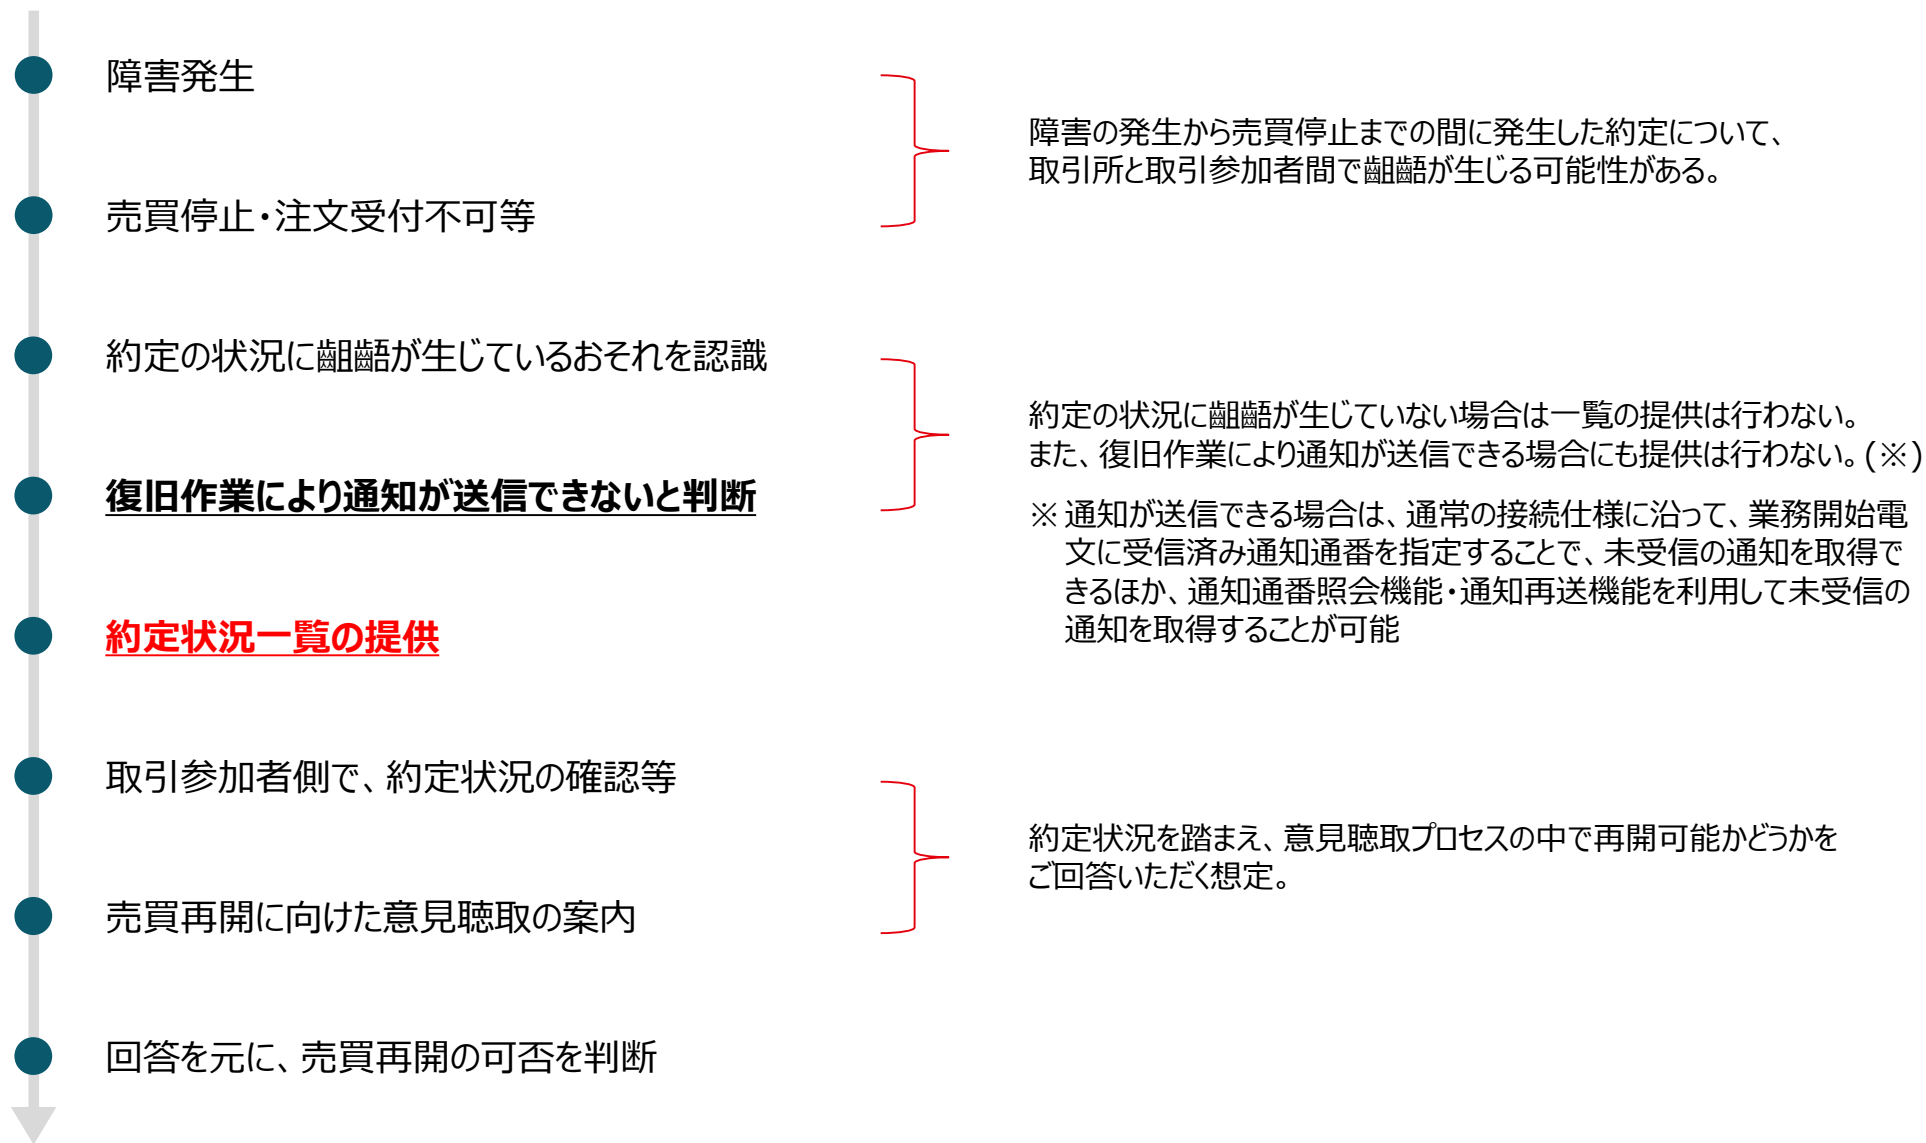 障害発生
障害の発生から売買停止までの間に発生した約定について、
取引所と取引参加者間で齟齬が生じる可能性がある。
売買停止・注文受付不可等
約定の状況に齟齬が生じているおそれを認識
約定の状況に齟齬が生じていない場合は一覧の提供は行わない。
また、復旧作業により通知が送信できる場合にも提供は行わない。(※)
復旧作業により通知が送信できないと判断
※ 通知が送信できる場合は、通常の接続仕様に沿って、業務開始電
文に受信済み通知通番を指定することで、未受信の通知を取得で
きるほか、通知通番照会機能・通知再送機能を利用して未受信の
通知を取得することが可能
約定状況一覧の提供
取引参加者側で、約定状況の確認等
約定状況を踏まえ、意見聴取プロセスの中で再開可能かどうかを
ご回答いただく想定。
売買再開に向けた意見聴取の案内
回答を元に、売買再開の可否を判断